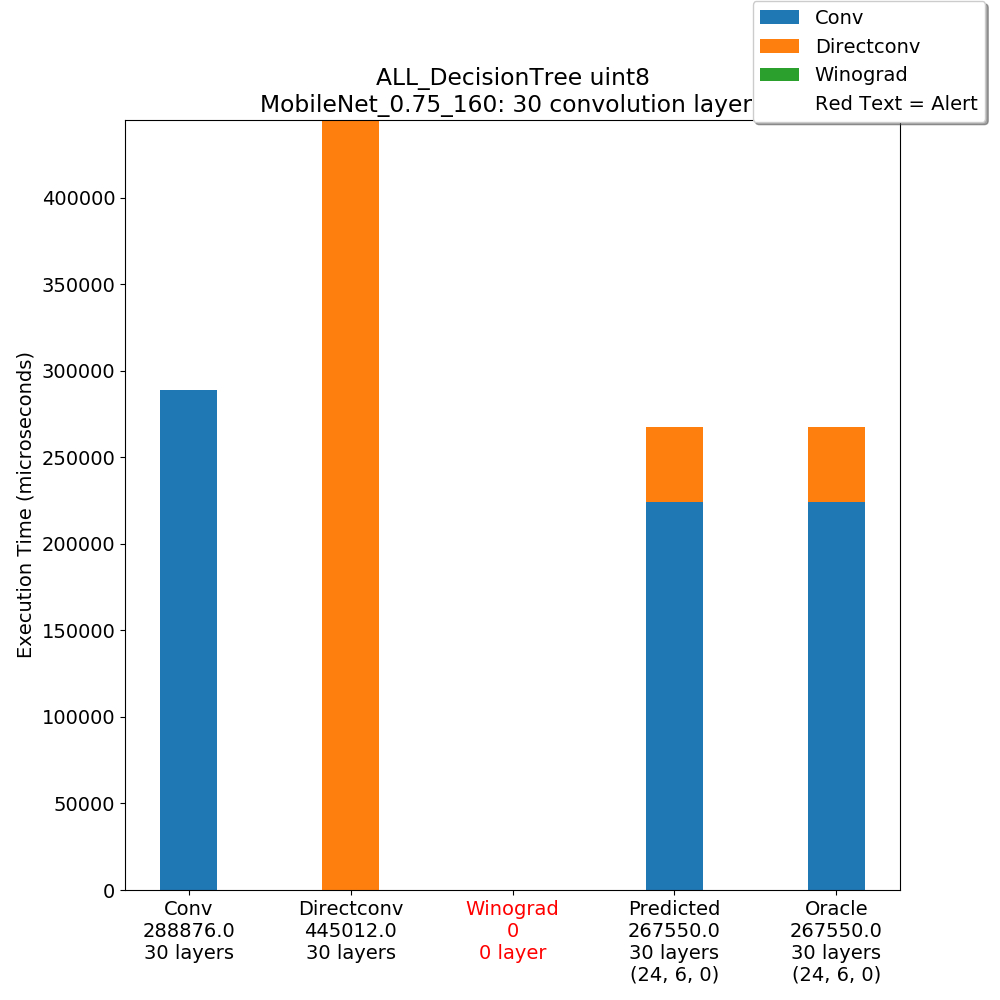 Conv
Directconv
Winograd
Red Text = Alert
ALL_DecisionTree uint8
MobileNet_0.75_160: 30 convolution layer
Execution Time (microseconds)
400000
350000
300000
250000
200000
150000
100000
50000
0
Conv
288876.0
30 layers
Directconv
445012.0
30 layers
Winograd
0
0 layer
Predicted
267550.0
30 layers
(24, 6, 0)
Oracle
267550.0
30 layers
(24, 6, 0)